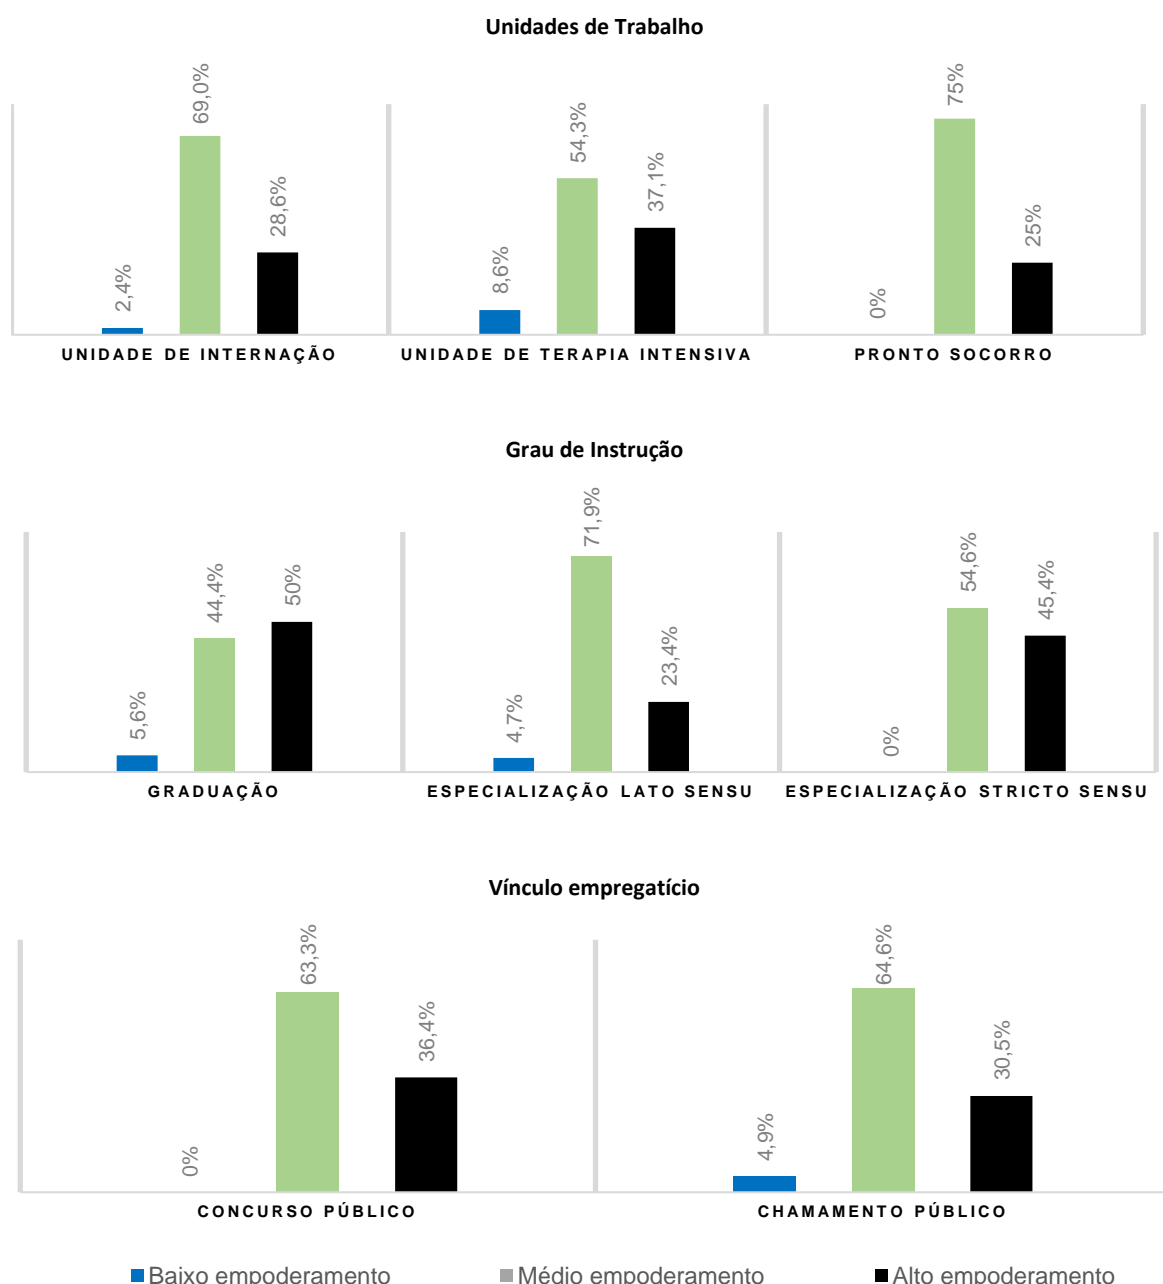 Unidades de Trabalho
2,4% 69,0% 28,6% 8,6% 54,3% 37,1% 0% 75% 25%
UNIDADE DE INTERNAÇÃO UNIDADE DE TERAPIA INTENSIVA PRONTO SOCORRO
Grau de Instrução
5,6% 44,4% 50% 4,7% 71,9% 23,4% 0% 54,6% 45,4%
GRADUAÇÃO ESPECIALIZAÇÃO LATO SENSU ESPECIALIZAÇÃO STRICTO SENSU
Vínculo empregatício
0% 63,3% 36,4% 4,9% 64,6% 30,5%
CONCURSO PÚBLICO CHAMAMENTO PÚBLICO
Baixo empoderamento Médio empoderamento Alto empoderamento